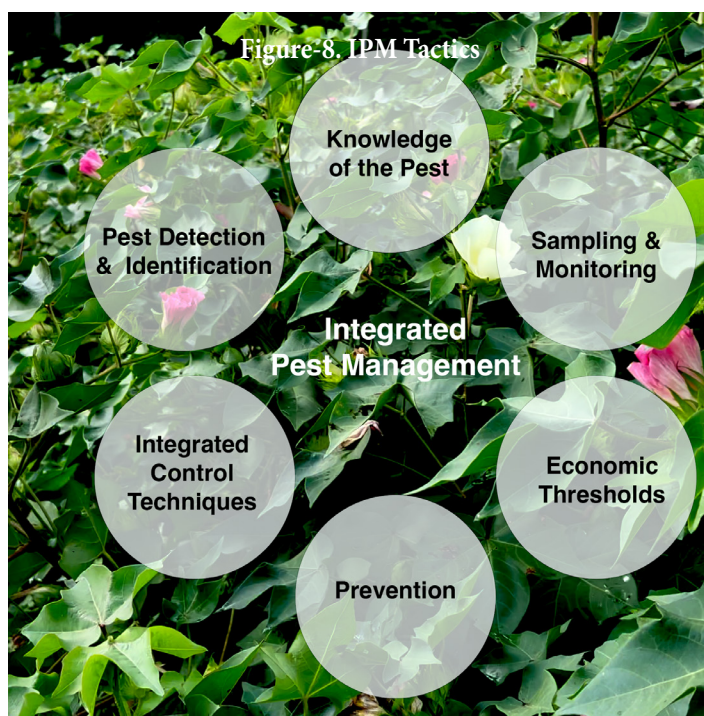 Figure-8. IPM Tactics
Knowledge
of the Pest
Pest Detection
& Identification
Sampling &
Monitoring
Integrated
Pest Management
Integrated
Control
Techniques
Economic
Thresholds
Prevention